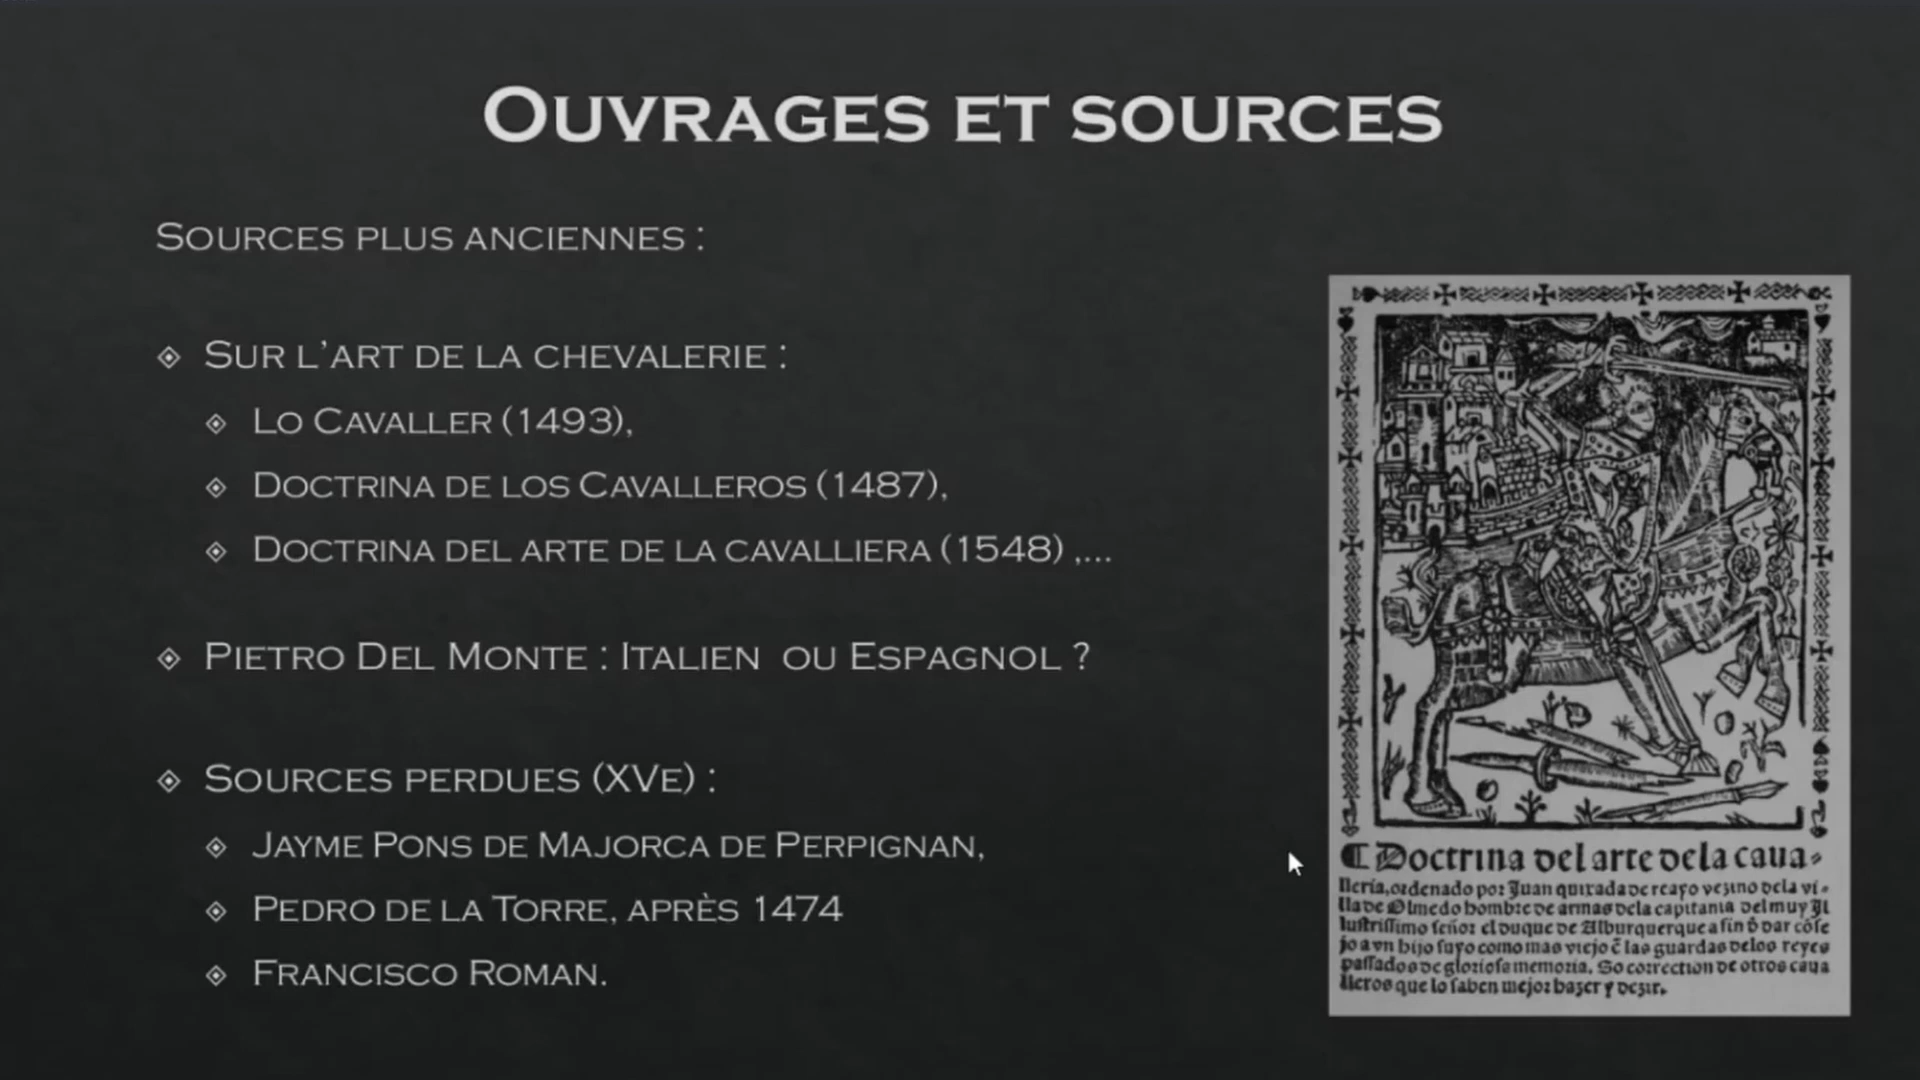 Ouvrages et sources
Sources plus anciennes :
Sur l'art de la chevalerie :
Lo Cavaller (1493),
Doctrina de los Cavalleros (1487),
Doctrina del arte de la cavalliera (1548) ,...
Pietro Del Monte : Italien ou Espagnol ?
Sources perdues (XVe) :
Jayme Pons de Majorca de Perpignan,
Pedro de la Torre, après 1474
Francisco Roman.
Doctrina del arte dela caua-
lleria, ordenado por Juan quixada de reayo vezino dela vi-
lla de Olmedo hombre de armas dela capitania del muy Il
lustrissimo señor el duque de Alburquerque a fin d dar cõse
jo a vn hijo suyo como mas viejo ẽ las guardas delos reyes
passados de gloriosa memoria. So correction de otros caua
lleros que lo saben mejor hazer y dezir.